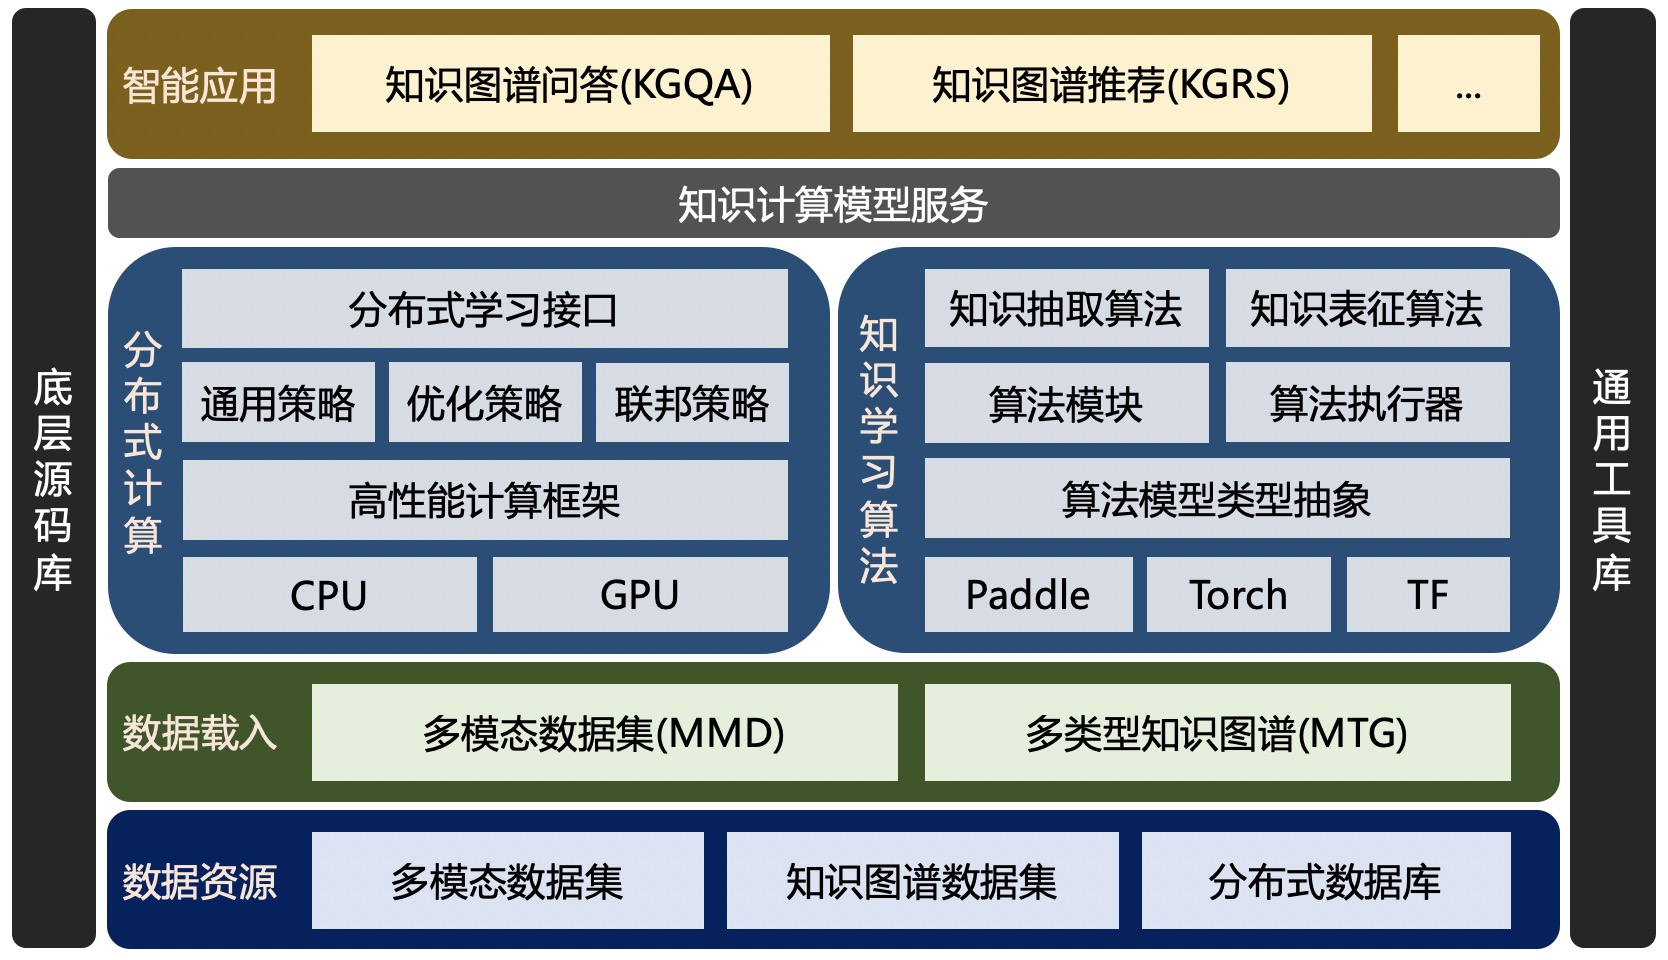 底层源码库
智能应用
知识图谱问答(KGQA)
知识图谱推荐(KGRS)
...
知识计算模型服务
分布式计算
分布式学习接口
通用策略
优化策略
联邦策略
高性能计算框架
CPU
GPU
知识学习算法
知识抽取算法
知识表征算法
算法模块
算法执行器
算法模型类型抽象
Paddle
Torch
TF
数据载入
多模态数据集(MMD)
多类型知识图谱(MTG)
数据资源
多模态数据集
知识图谱数据集
分布式数据库
通用工具库